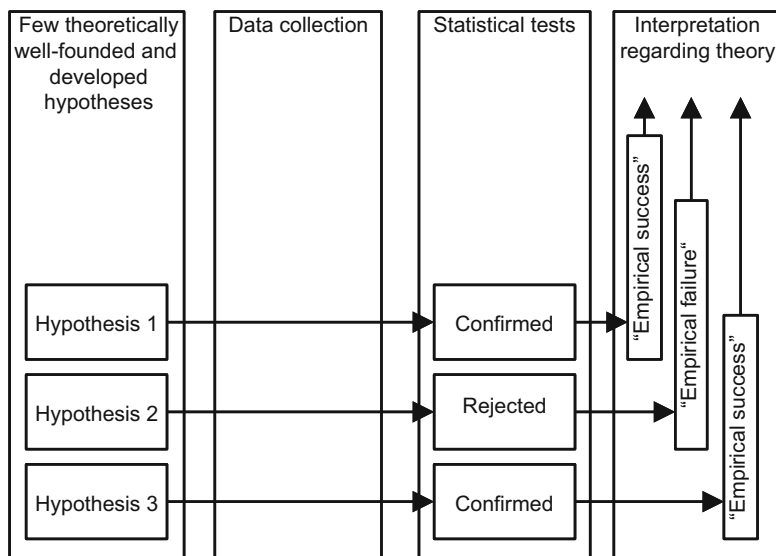 Few theoretically
well-founded and
developed
hypotheses
Data collection
Statistical tests
Interpretation
regarding theory
Hypothesis 1
Confirmed
“Empirical success”
Hypothesis 2
Rejected
“Empirical failure“
Hypothesis 3
Confirmed
“Empirical success”